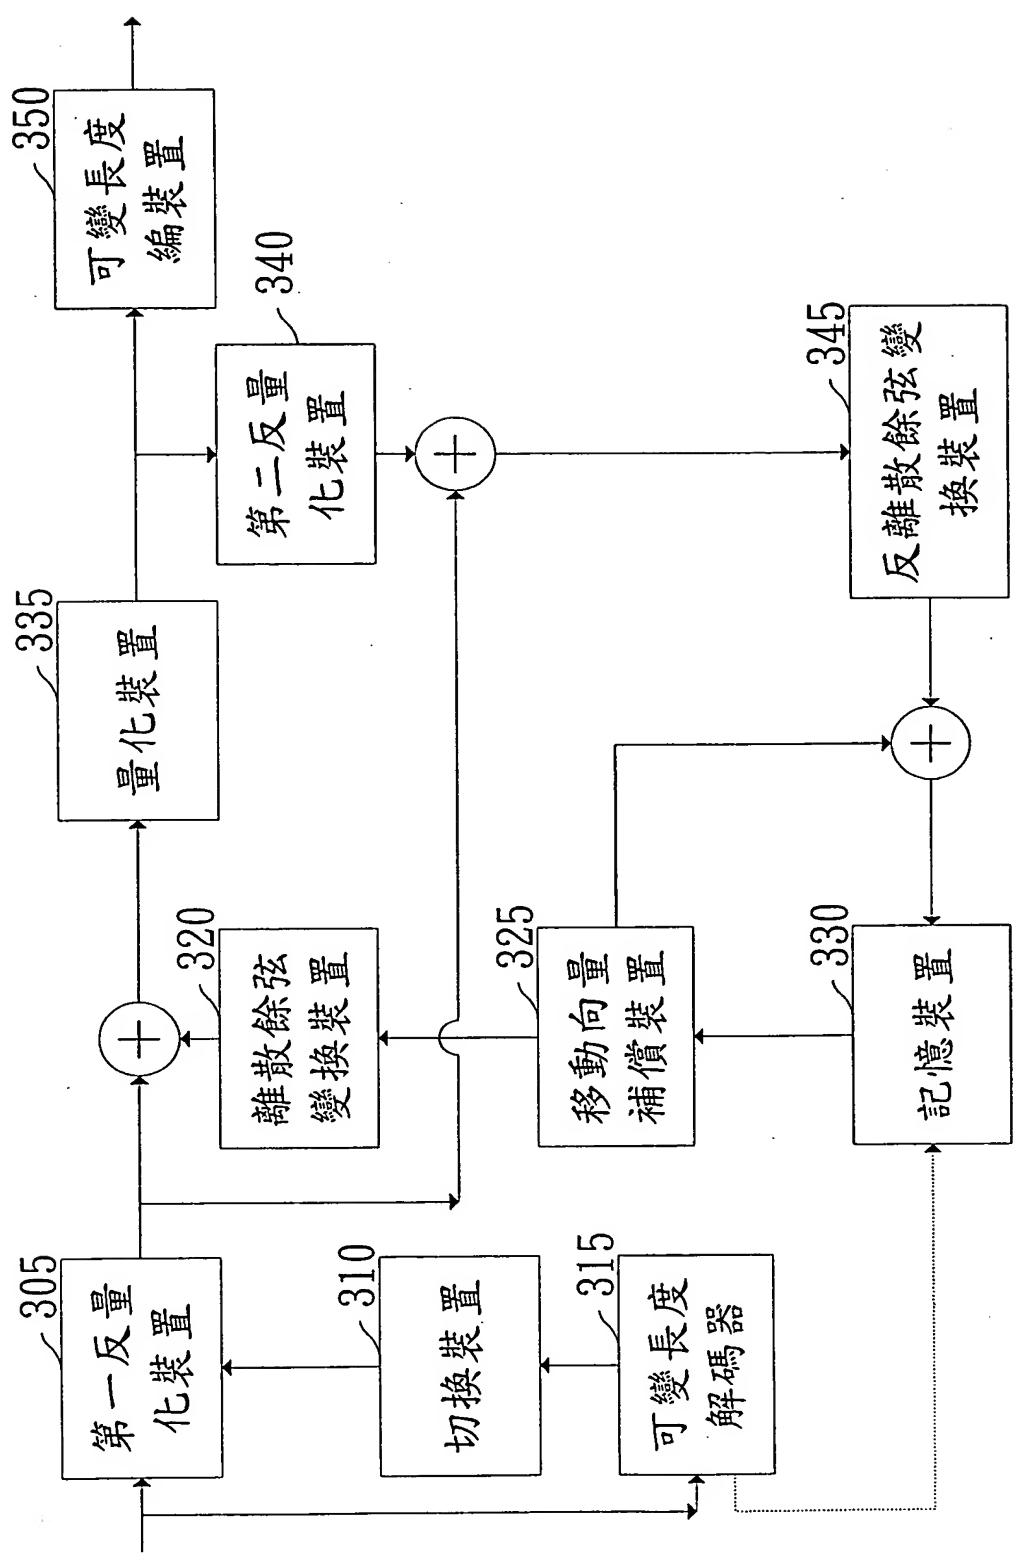 305
第一反量
化裝置
310
切換裝置
315
可變長度
解碼器
320
離散餘弦
變換裝置
325
移動向量
補償裝置
330
記憶裝置
335
量化裝置
340
第二反量
化裝置
345
反離散餘弦變
換裝置
350
可變長度
編裝置